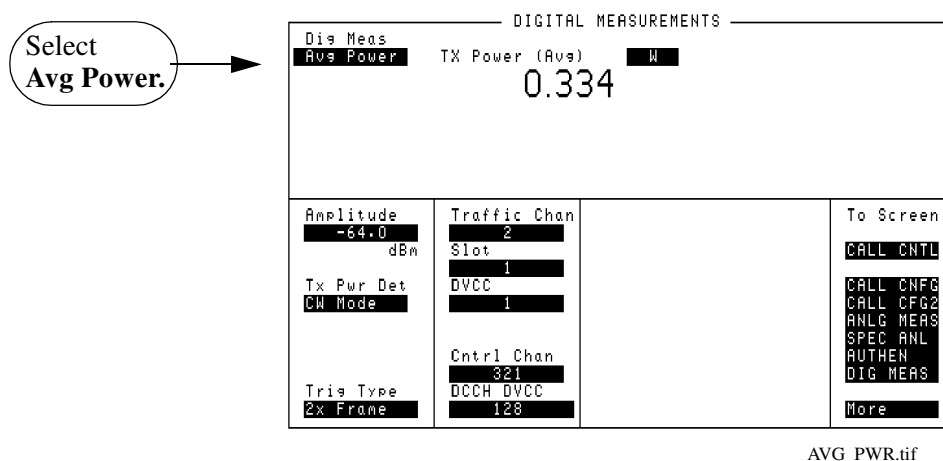 Select
Avg Power.
DIGITAL MEASUREMENTS
Dig Meas
Avg Power
TX Power (Avg)
W
0.334
Amplitude
-64.0
dBm
Tx Pwr Det
CW Mode
Trig Type
2x Frame
Traffic Chan
2
Slot
1
DVCC
1
Cntrl Chan
321
DCCH DVCC
128
To Screen
CALL CNTL
CALL CNFG
CALL CFG2
ANLG MEAS
SPEC ANL
AUTHEN
DIG MEAS
More
AVG_PWR.tif